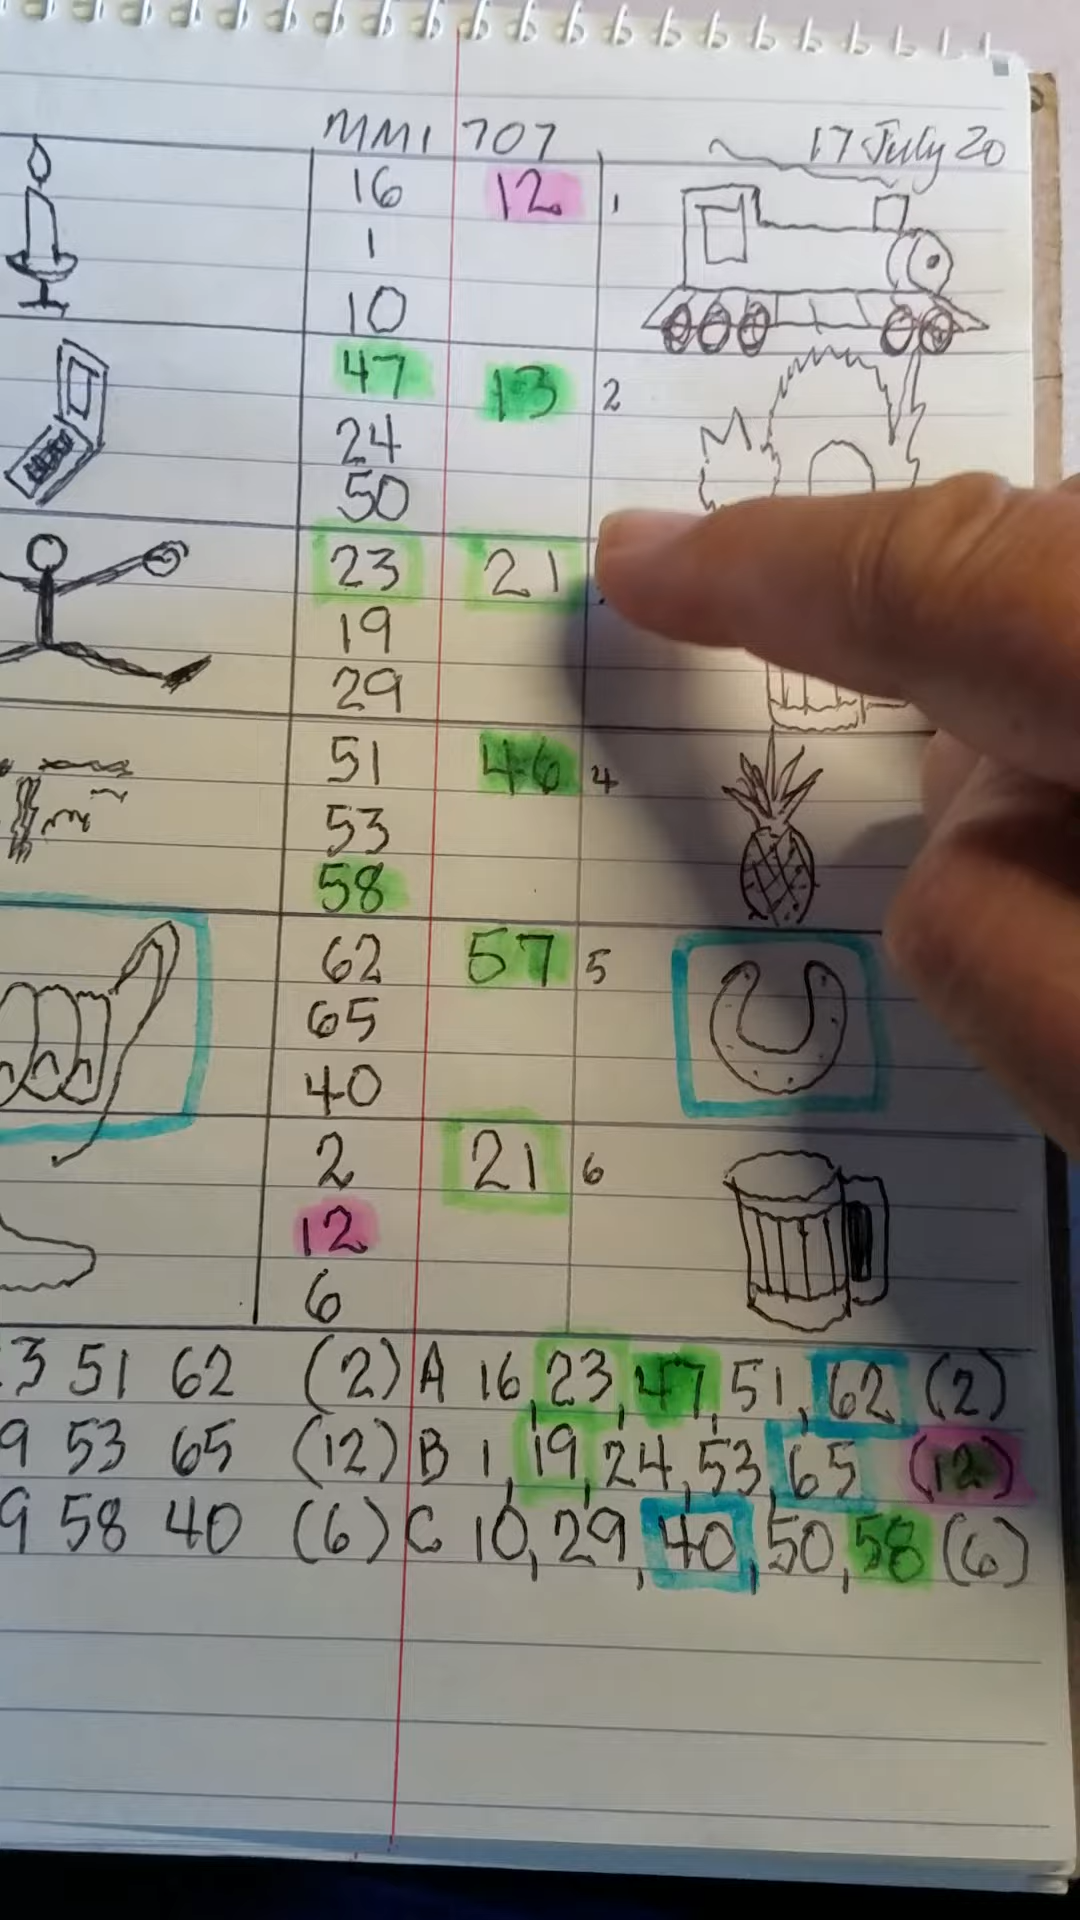 MM1 707 17 July 20
16 12 1
1
10
47 13 2
24
50
23 21
19
29
51 46 4
53
58
62 57 5
65
40
2 21 6
12
6
3 51 62 (2) A 16, 23, 47, 51, 62 (2)
9 53 65 (12) B 1, 19, 24, 53, 65 (12)
9 58 40 (6) C 10, 29, 40, 50, 58 (6)